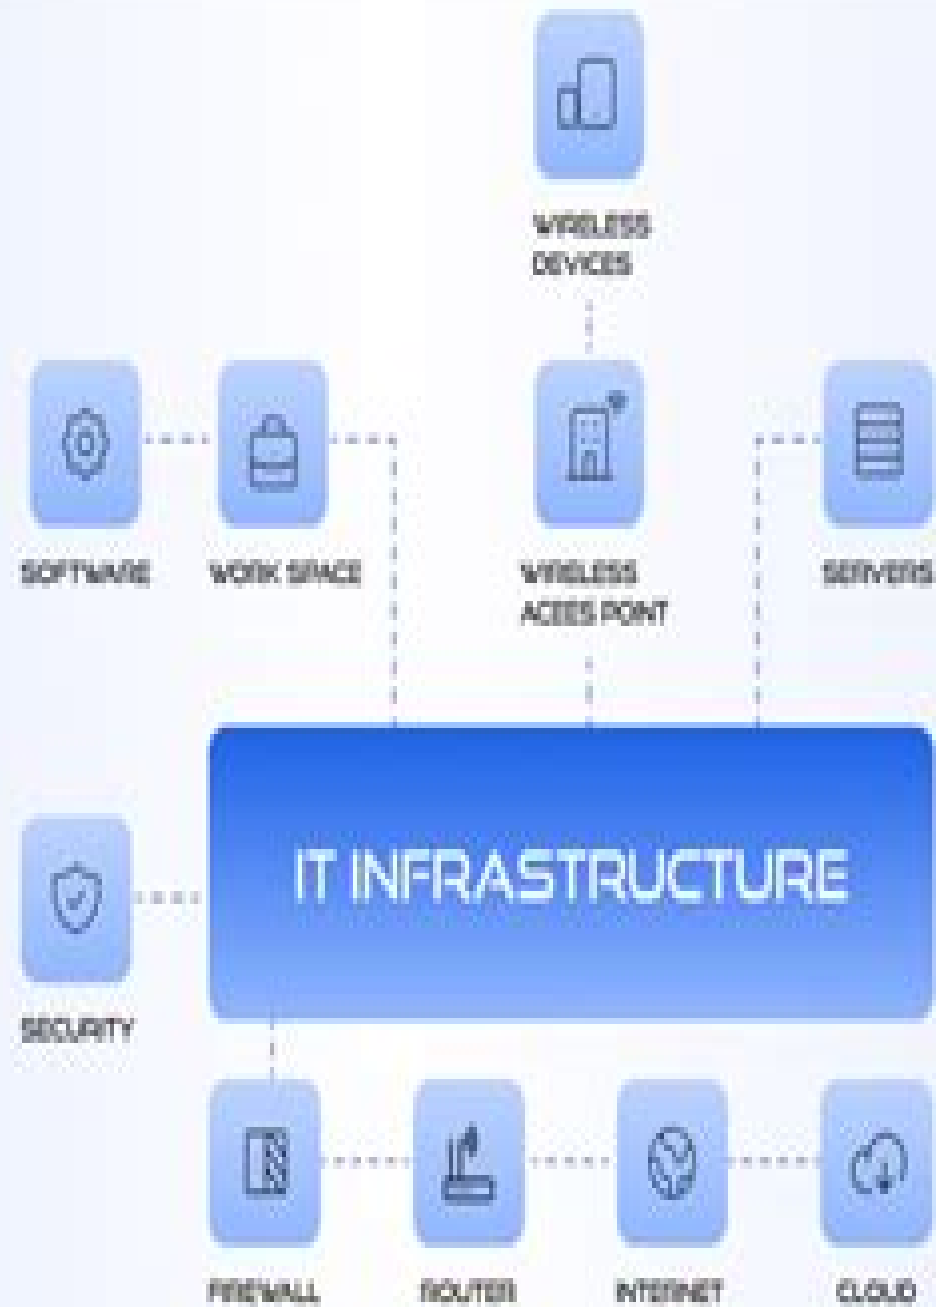 WIRELESS
DEVICES
SOFTWARE
WORK SPACE
WIRELESS
ACEES POINT
SERVERS
IT INFRASTRUCTURE
SECURITY
FIREWALL
ROUTER
INTERNET
CLOUD